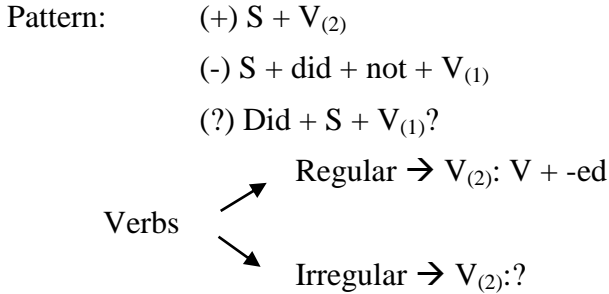 Pattern: (+) S + V(2)
(-) S + did + not + V(1)
(?) Did + S + V(1)?
Regular → V(2): V + -ed
Verbs
Irregular → V(2):?